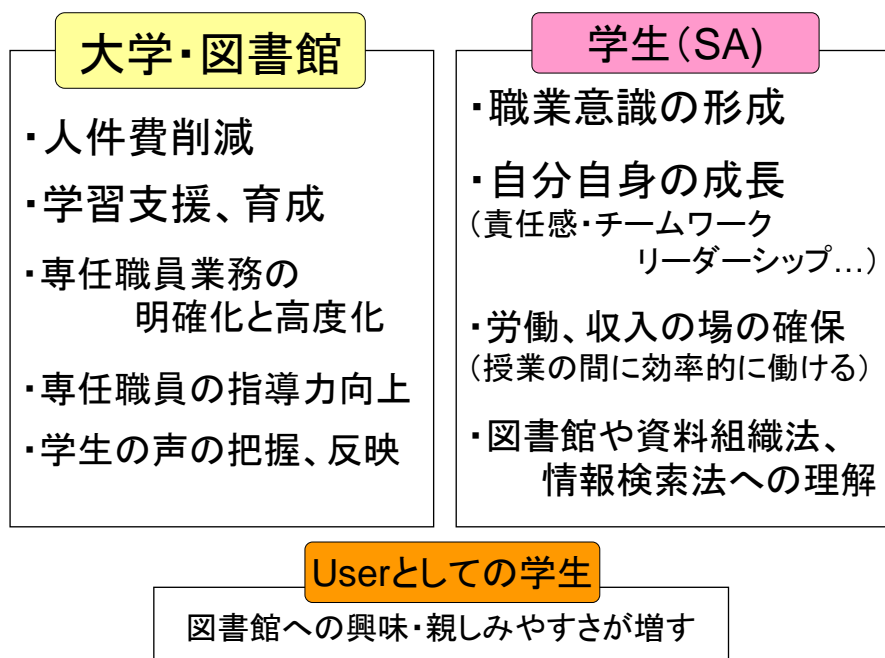 大学・図書館
・人件費削減
・学習支援、育成
・専任職員業務の
明確化と高度化
・専任職員の指導力向上
・学生の声の把握、反映
学生(SA)
・職業意識の形成
・自分自身の成長
（責任感・チームワーク
リーダーシップ…）
・労働、収入の場の確保
（授業の間に効率的に働ける）
・図書館や資料組織法、
情報検索法への理解
Userとしての学生
図書館への興味・親しみやすさが増す